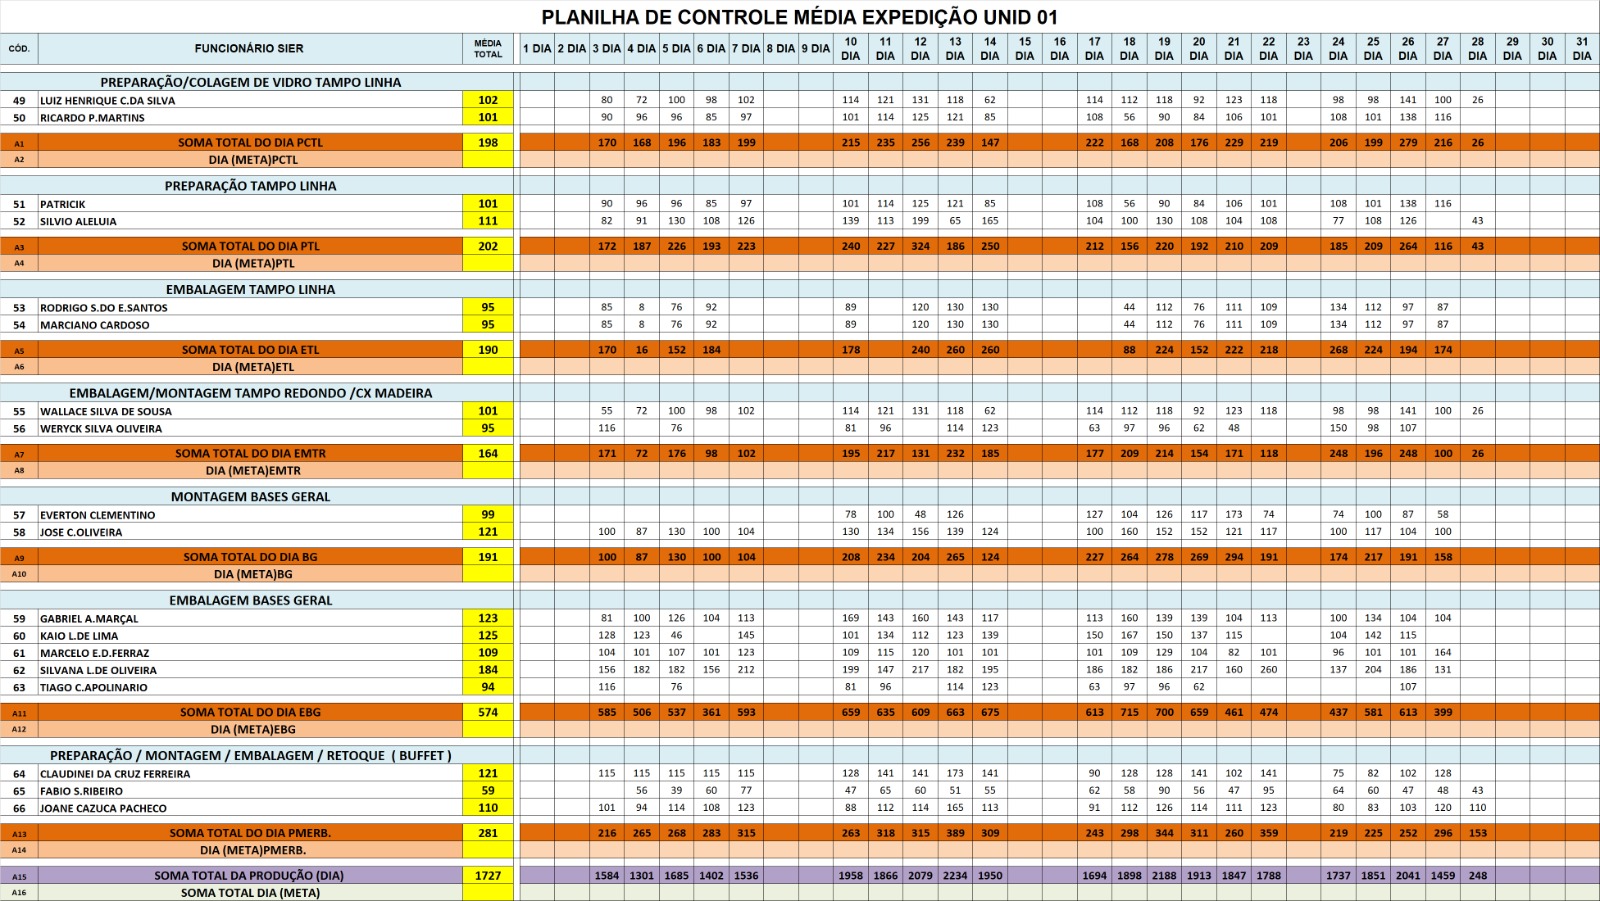 PLANILHA DE CONTROLE MÉDIA EXPEDIÇÃO UNID 01
CÓD. FUNCIONÁRIO SIER MÉDIA TOTAL 1 DIA 2 DIA 3 DIA 4 DIA 5 DIA 6 DIA 7 DIA 8 DIA 9 DIA 10 DIA 11 DIA 12 DIA 13 DIA 14 DIA 15 DIA 16 DIA 17 DIA 18 DIA 19 DIA 20 DIA 21 DIA 22 DIA 23 DIA 24 DIA 25 DIA 26 DIA 27 DIA 28 DIA 29 DIA 30 DIA 31 DIA
PREPARAÇÃO/COLAGEM DE VIDRO TAMPO LINHA
49 LUIZ HENRIQUE C.DA SILVA 102 80 72 100 98 102 114 121 131 118 62 114 112 118 92 123 118 98 98 141 100 26
50 RICARDO P.MARTINS 101 90 96 96 85 97 101 114 125 121 85 108 56 90 84 106 101 108 101 138 116
A1 SOMA TOTAL DO DIA PCTL 198 170 168 196 183 199 215 235 256 239 147 222 168 208 176 229 219 206 199 279 216 26
A2 DIA (META)PCTL
PREPARAÇÃO TAMPO LINHA
51 PATRICIK 101 90 96 96 85 97 101 114 125 121 85 108 56 90 84 106 101 108 101 138 116
52 SILVIO ALELUIA 111 82 91 130 108 126 139 113 199 65 165 104 100 130 108 104 108 77 108 126 43
A3 SOMA TOTAL DO DIA PTL 202 172 187 226 193 223 240 227 324 186 250 212 156 220 192 210 209 185 209 264 116 43
A4 DIA (META)PTL
EMBALAGEM TAMPO LINHA
53 RODRIGO S.DO E.SANTOS 95 85 8 76 92 89 120 130 130 44 112 76 111 109 134 112 97 87
54 MARCIANO CARDOSO 95 85 8 76 92 89 120 130 130 44 112 76 111 109 134 112 97 87
A5 SOMA TOTAL DO DIA ETL 190 170 16 152 184 178 240 260 260 88 224 152 222 218 268 224 194 174
A6 DIA (META)ETL
EMBALAGEM/MONTAGEM TAMPO REDONDO /CX MADEIRA
55 WALLACE SILVA DE SOUSA 101 55 72 100 98 102 114 121 131 118 62 114 112 118 92 123 118 98 98 141 100 26
56 WERYCK SILVA OLIVEIRA 95 116 76 81 96 114 123 63 97 96 62 48 150 98 107
A7 SOMA TOTAL DO DIA EMTR 164 171 72 176 98 102 195 217 131 232 185 177 209 214 154 171 118 248 196 248 100 26
A8 DIA (META)EMTR
MONTAGEM BASES GERAL
57 EVERTON CLEMENTINO 99 78 100 48 126 127 104 126 117 173 74 74 100 87 58
58 JOSE C.OLIVEIRA 121 100 87 130 100 104 130 134 156 139 124 100 160 152 152 121 117 100 117 104 100
A9 SOMA TOTAL DO DIA BG 191 100 87 130 100 104 208 234 204 265 124 227 264 278 269 294 191 174 217 191 158
A10 DIA (META)BG
EMBALAGEM BASES GERAL
59 GABRIEL A.MARÇAL 123 81 100 126 104 113 169 143 160 143 117 113 160 139 139 104 113 100 134 104 104
60 KAIO L.DE LIMA 125 128 123 46 145 101 134 112 123 139 150 167 150 137 115 104 142 115
61 MARCELO E.D.FERRAZ 109 104 101 107 101 123 109 115 120 101 101 101 109 129 104 82 101 96 101 101 164
62 SILVANA L.DE OLIVEIRA 184 156 182 182 156 212 199 147 217 182 195 186 182 186 217 160 260 137 204 186 131
63 TIAGO C.APOLINARIO 94 116 76 81 96 114 123 63 97 96 62 107
A11 SOMA TOTAL DO DIA EBG 574 585 506 537 361 593 659 635 609 663 675 613 715 700 659 461 474 437 581 613 399
A12 DIA (META)EBG
PREPARAÇÃO / MONTAGEM / EMBALAGEM / RETOQUE ( BUFFET )
64 CLAUDINEI DA CRUZ FERREIRA 121 115 115 115 115 115 128 141 141 173 141 90 128 128 141 102 141 75 82 102 128
65 FABIO S.RIBEIRO 59 56 39 60 77 47 65 60 51 55 62 58 90 56 47 95 64 60 47 48 43
66 JOANE CAZUCA PACHECO 110 101 94 114 108 123 88 112 114 165 113 91 112 126 114 111 123 80 83 103 120 110
A13 SOMA TOTAL DO DIA PMERB. 281 216 265 268 283 315 263 318 315 389 309 243 298 344 311 260 359 219 225 252 296 153
A14 DIA (META)PMERB.
A15 SOMA TOTAL DA PRODUÇÃO (DIA) 1727 1584 1301 1685 1402 1536 1958 1866 2079 2234 1950 1694 1898 2188 1913 1847 1788 1737 1851 2041 1459 248
A16 SOMA TOTAL DIA (META)